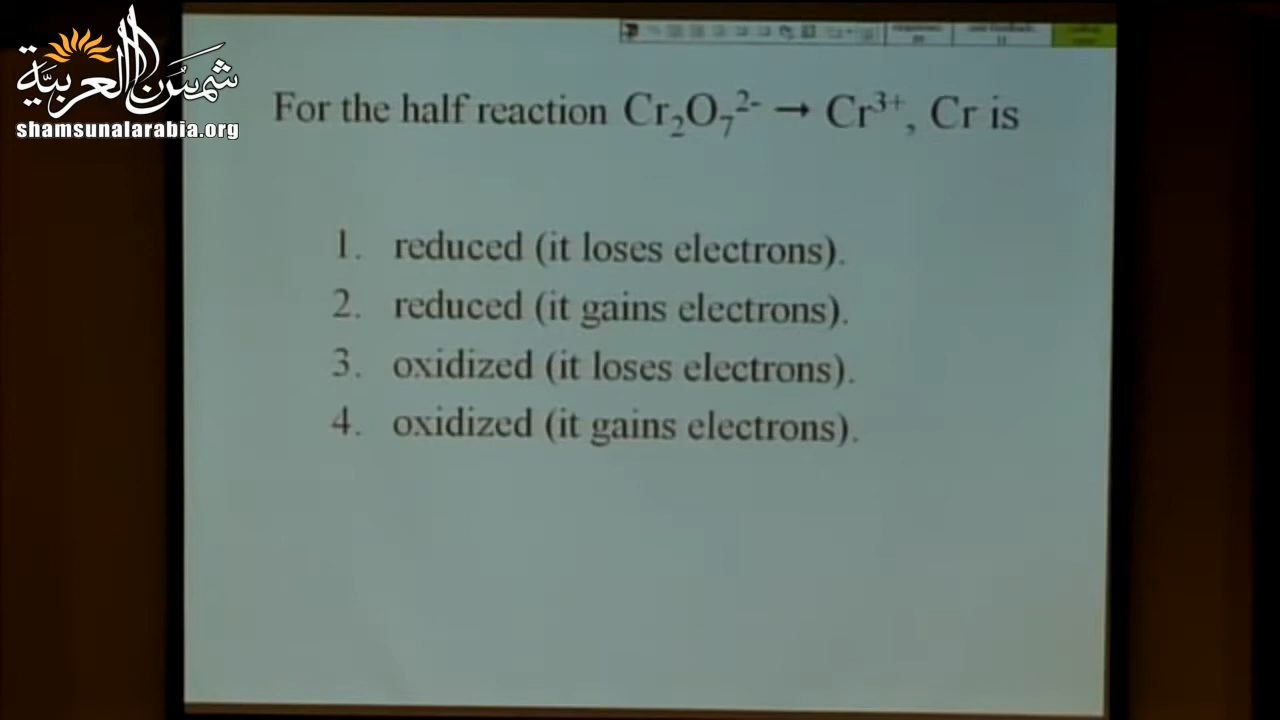 شمسنا العربية
shamsunalarabia.org
For the half reaction Cr₂O₇²⁻ → Cr³⁺, Cr is
1. reduced (it loses electrons).
2. reduced (it gains electrons).
3. oxidized (it loses electrons).
4. oxidized (it gains electrons).